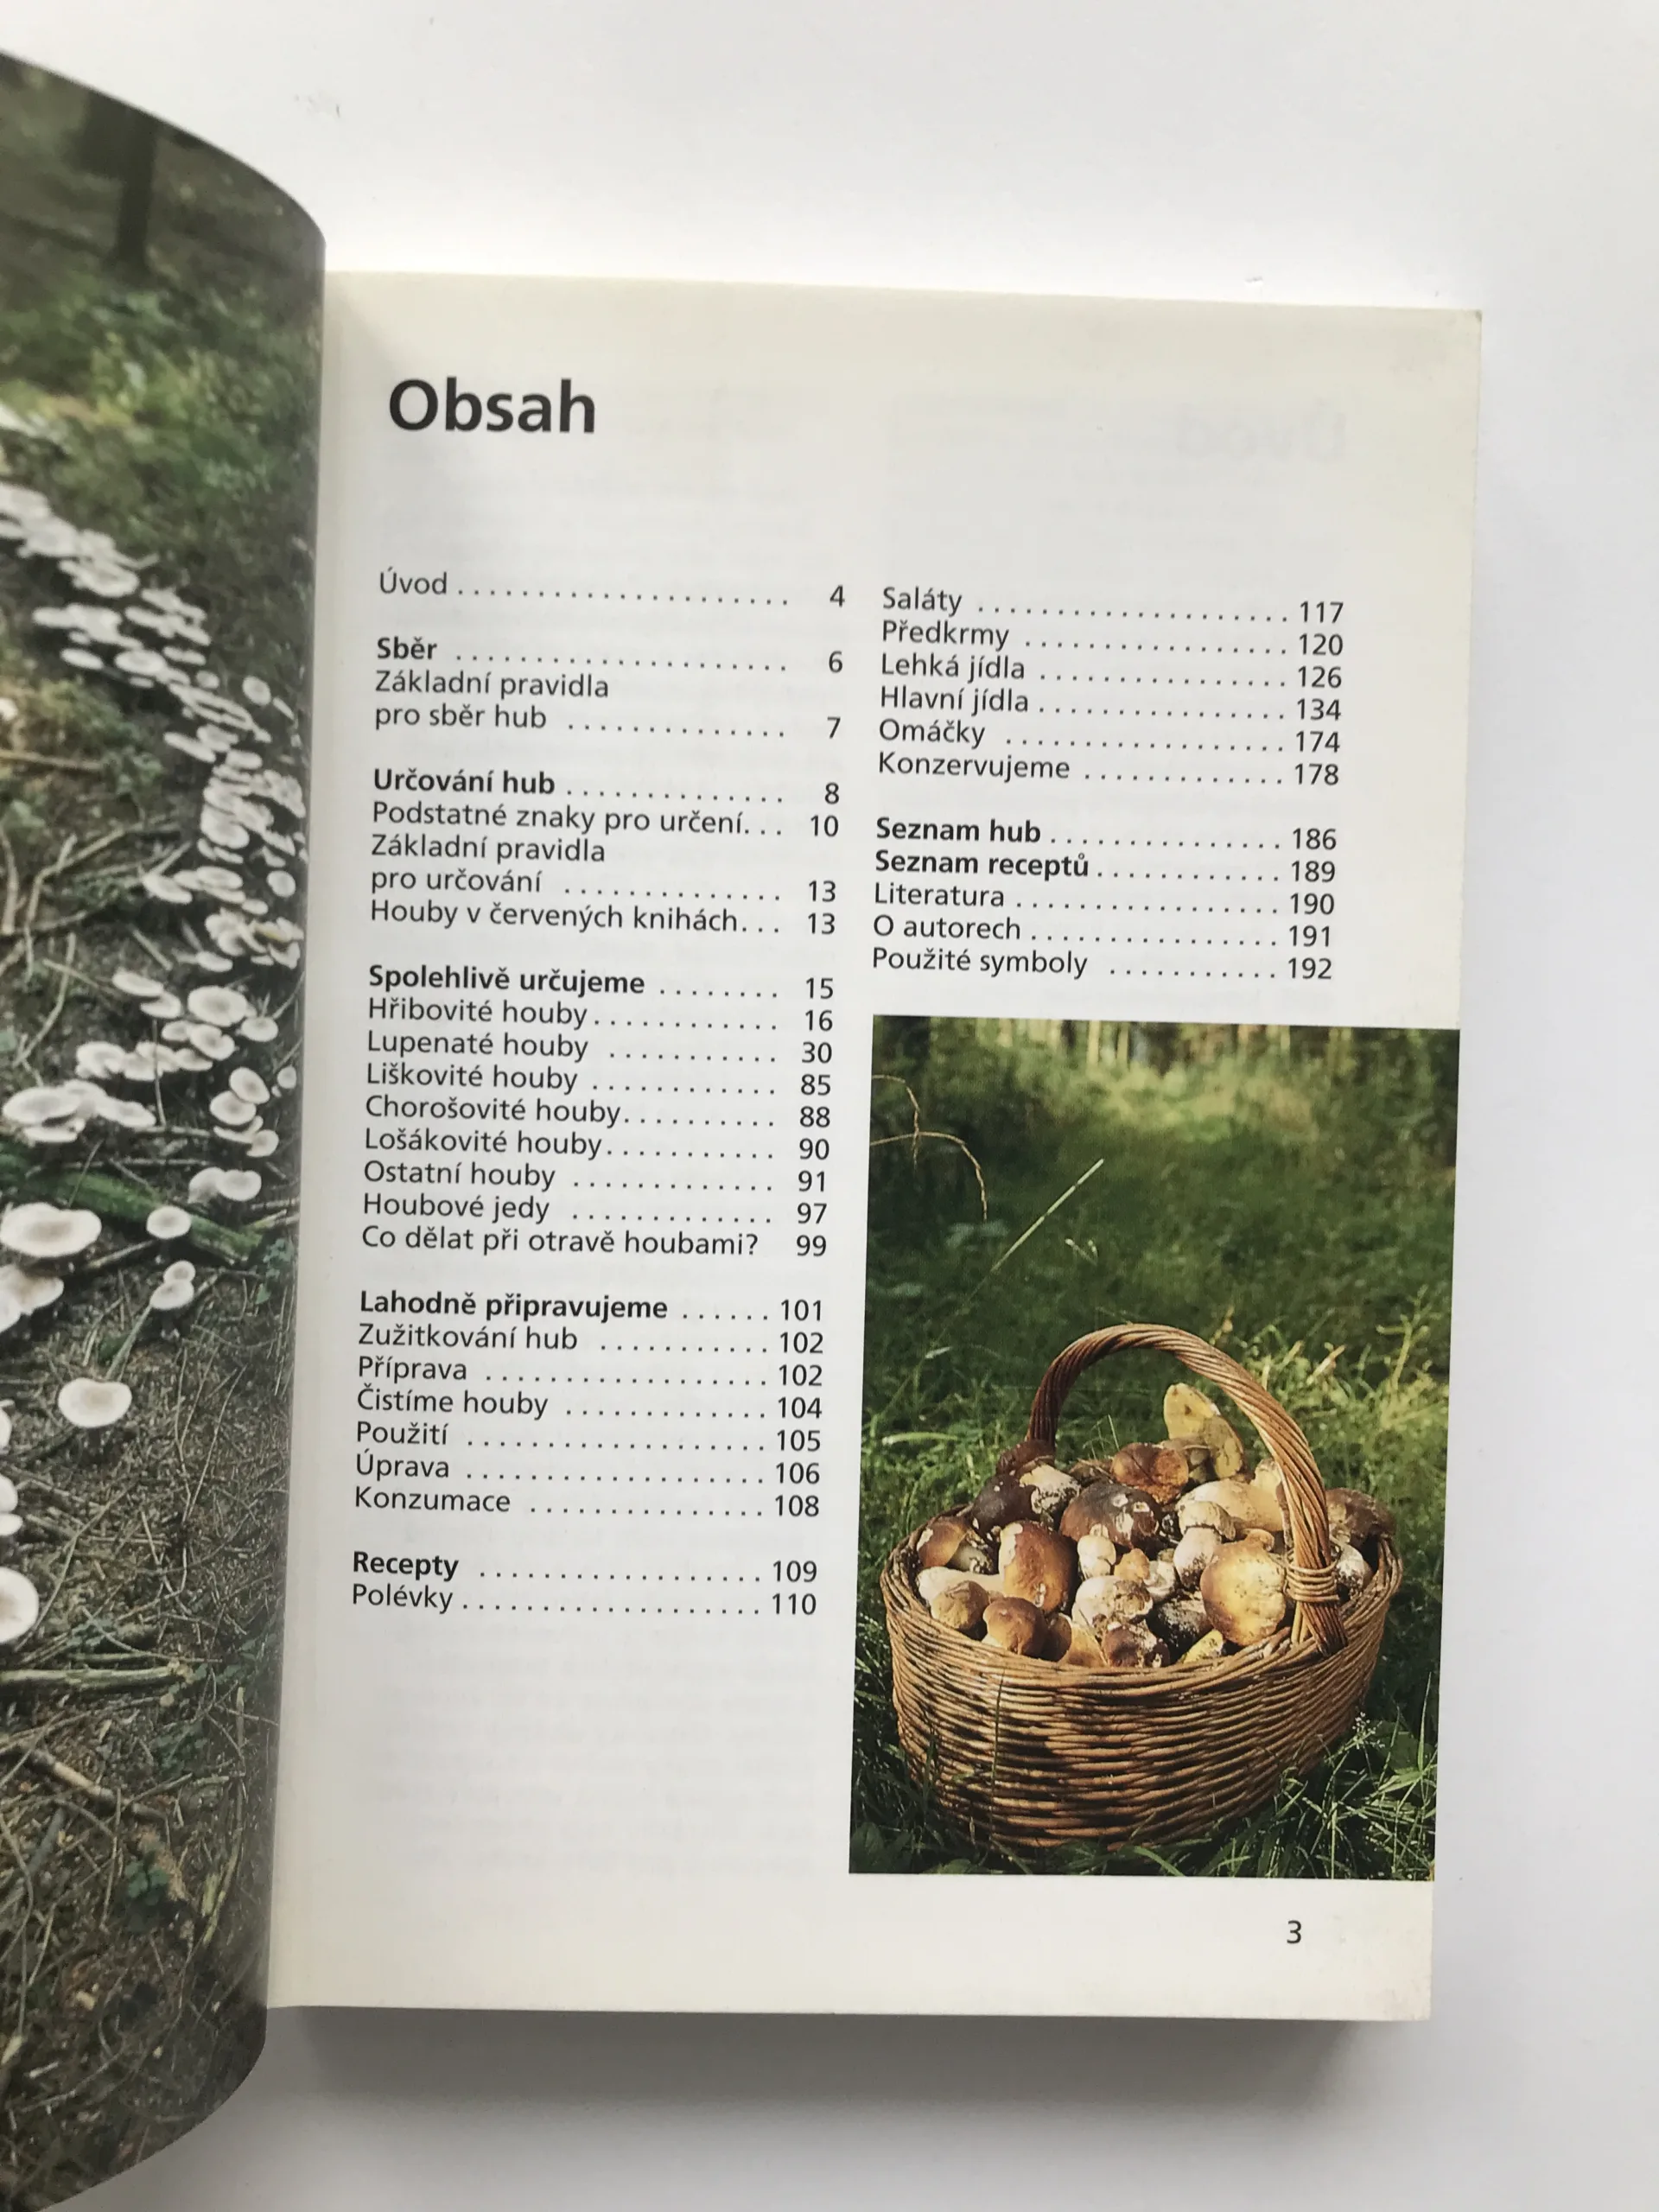 Obsah
Úvod . . . . . . . . . . . . . . . . . . . . . 4
Sběr . . . . . . . . . . . . . . . . . . . . . 6
Základní pravidla
pro sběr hub . . . . . . . . . . . . . . 7
Určování hub . . . . . . . . . . . . . . 8
Podstatné znaky pro určení. . . 10
Základní pravidla
pro určování . . . . . . . . . . . . . . 13
Houby v červených knihách. . . 13
Spolehlivě určujeme . . . . . . . . 15
Hřibovité houby . . . . . . . . . . . . 16
Lupenaté houby . . . . . . . . . . . 30
Liškovité houby . . . . . . . . . . . . 85
Chorošovité houby. . . . . . . . . . 88
Lošákovité houby. . . . . . . . . . . 90
Ostatní houby . . . . . . . . . . . . . 91
Houbové jedy . . . . . . . . . . . . . 97
Co dělat při otravě houbami? 99
Lahodně připravujeme . . . . . . 101
Zužitkování hub . . . . . . . . . . . 102
Příprava . . . . . . . . . . . . . . . . . . 102
Čistíme houby . . . . . . . . . . . . . 104
Použití . . . . . . . . . . . . . . . . . . . 105
Úprava . . . . . . . . . . . . . . . . . . . 106
Konzumace . . . . . . . . . . . . . . . 108
Recepty . . . . . . . . . . . . . . . . . . 109
Polévky . . . . . . . . . . . . . . . . . . . 110
Saláty . . . . . . . . . . . . . . . . . . . . 117
Předkrmy . . . . . . . . . . . . . . . . . 120
Lehká jídla . . . . . . . . . . . . . . . . 126
Hlavní jídla . . . . . . . . . . . . . . . . 134
Omáčky . . . . . . . . . . . . . . . . . . 174
Konzervujeme . . . . . . . . . . . . . 178
Seznam hub . . . . . . . . . . . . . . . 186
Seznam receptů . . . . . . . . . . . . 189
Literatura . . . . . . . . . . . . . . . . . 190
O autorech . . . . . . . . . . . . . . . . 191
Použité symboly . . . . . . . . . . . 192
3